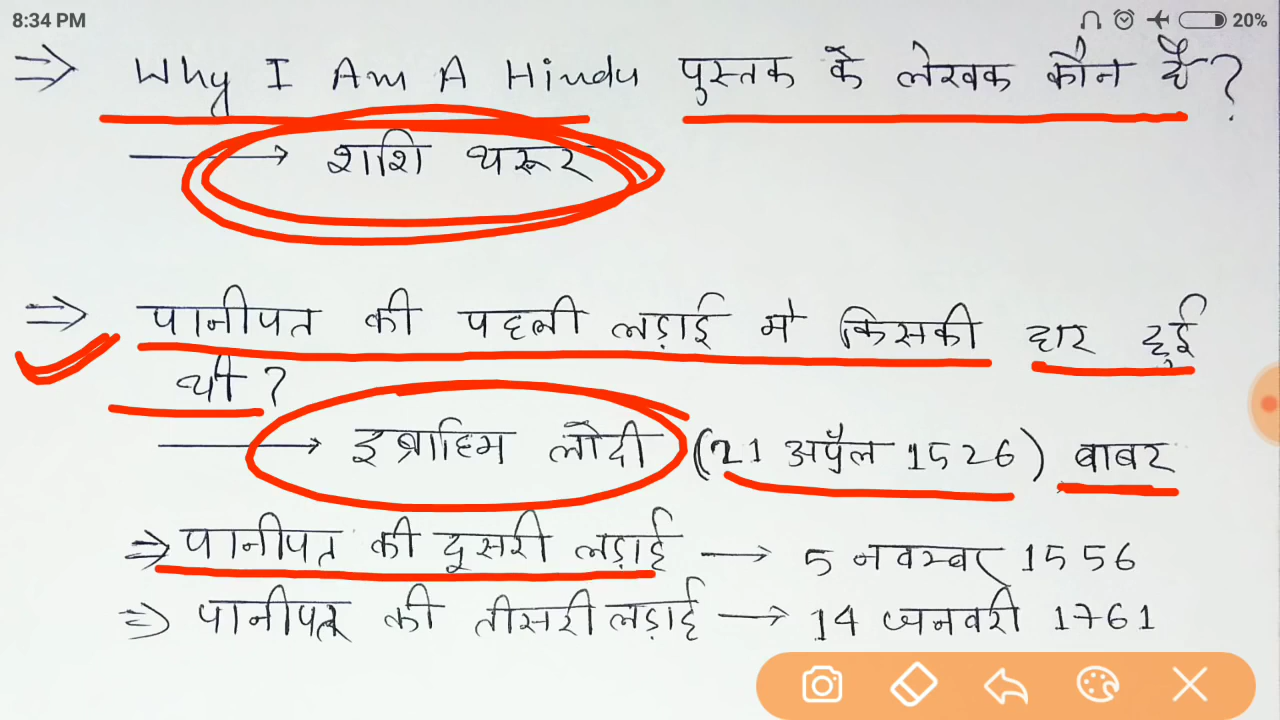 8:34 PM 20%
⇒ Why I Am A Hindu पुस्तक के लेखक कौन है ?
→ शशि थरूर
⇒ पानीपत की पहली लड़ाई मे किसकी हार हुई
थी ?
→ इब्राहिम लोदी (21 अप्रैल 1526) बाबर
⇒ पानीपत की दूसरी लड़ाई → 5 नवम्बर 1556
⇒ पानीपत की तीसरी लड़ाई → 14 जनवरी 1761